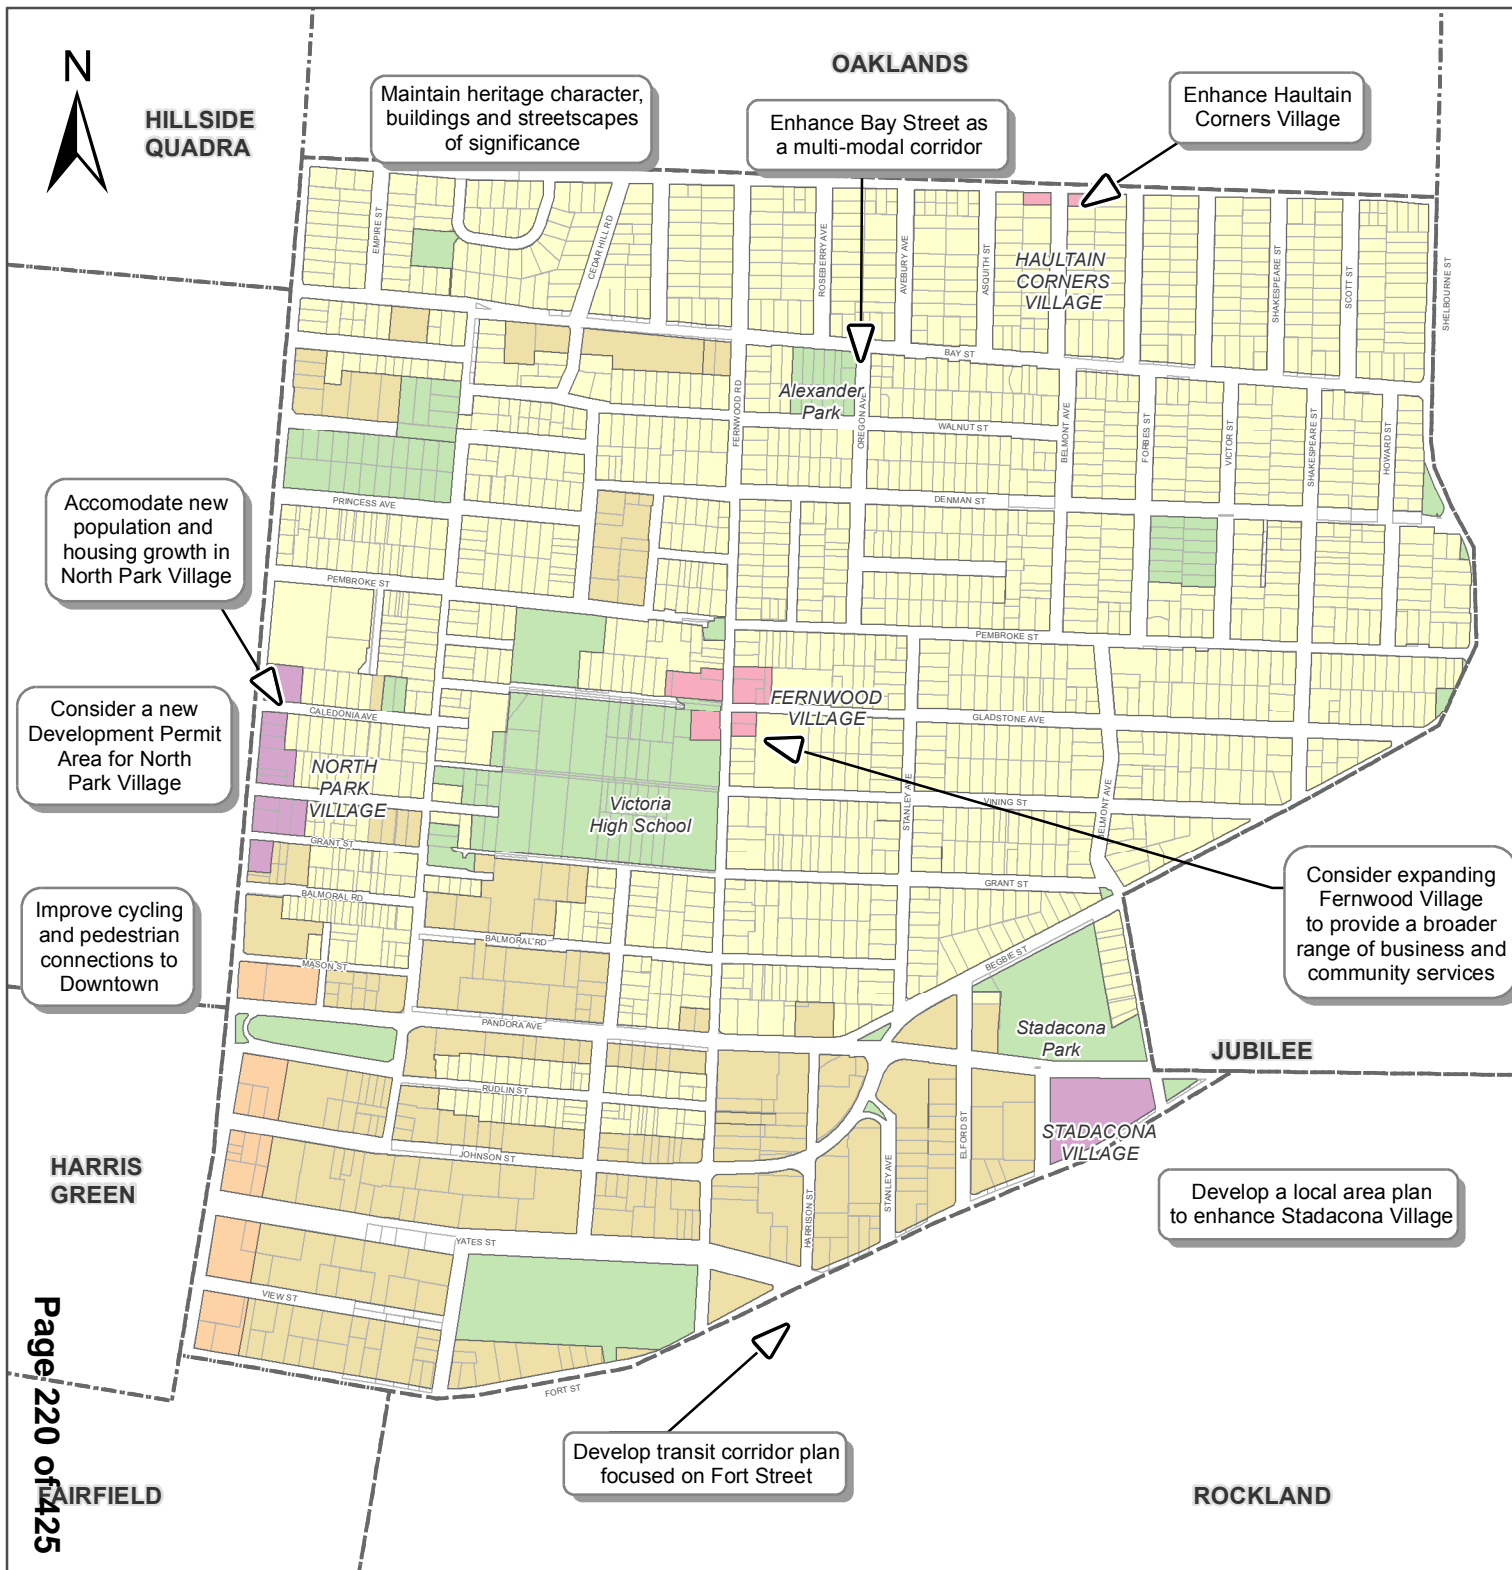 N
OAKLANDS
HILLSIDE
QUADRA
Maintain heritage character,
buildings and streetscapes
of significance
Enhance Bay Street as
a multi-modal corridor
Enhance Haultain
Corners Village
EMPIRE ST
CEDAR HILL RD
ROSEBERRY AVE
AVEBURY AVE
ASQUITH ST
HAULTAIN
CORNERS
VILLAGE
SHAKESPEARE ST
SCOTT ST
SHELBOURNE ST
BAY ST
Alexander
Park
FERNWOOD RD
OREGON AVE
WALNUT ST
BELMONT AVE
FORBES ST
VICTOR ST
SHAKESPEARE ST
HOWARD ST
DENMAN ST
PRINCESS AVE
Accomodate new
population and
housing growth in
North Park Village
PEMBROKE ST
PEMBROKE ST
Consider a new
Development Permit
Area for North
Park Village
CALEDONIA AVE
FERNWOOD
VILLAGE
GLADSTONE AVE
NORTH
PARK
VILLAGE
Victoria
High School
STANLEY AVE
VINING ST
BELMONT AVE
GRANT ST
GRANT ST
Consider expanding
Fernwood Village
to provide a broader
range of business and
community services
Improve cycling
and pedestrian
connections to
Downtown
BALMORAL RD
BALMORAL RD
MASON ST
BEGBIE ST
PANDORA AVE
Stadacona
Park
JUBILEE
RUDLIN ST
ELFORD ST
STADACONA
VILLAGE
HARRIS
GREEN
JOHNSON ST
STANLEY AVE
HARRISON ST
Develop a local area plan
to enhance Stadacona Village
YATES ST
VIEW ST
FORT ST
Develop transit corridor plan
focused on Fort Street
FAIRFIELD
ROCKLAND
Page 220 of 425